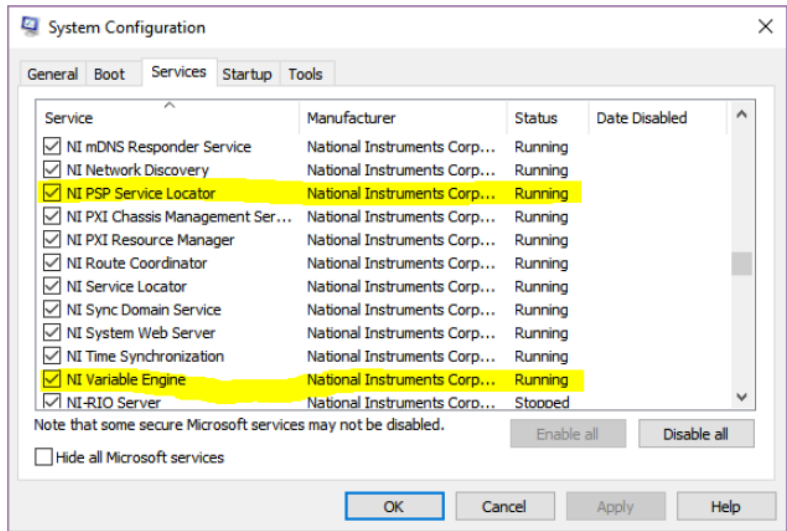 System Configuration
General Boot Services Startup Tools
Service Manufacturer Status Date Disabled
NI mDNS Responder Service National Instruments Corp... Running
NI Network Discovery National Instruments Corp... Running
NI PSP Service Locator National Instruments Corp... Running
NI PXI Chassis Management Ser... National Instruments Corp... Running
NI PXI Resource Manager National Instruments Corp... Running
NI Route Coordinator National Instruments Corp... Running
NI Service Locator National Instruments Corp... Running
NI Sync Domain Service National Instruments Corp... Running
NI System Web Server National Instruments Corp... Running
NI Time Synchronization National Instruments Corp... Running
NI Variable Engine National Instruments Corp... Running
NI-RIO Server National Instruments Corp... Stopped
Note that some secure Microsoft services may not be disabled.
Enable all Disable all
Hide all Microsoft services
OK Cancel Apply Help